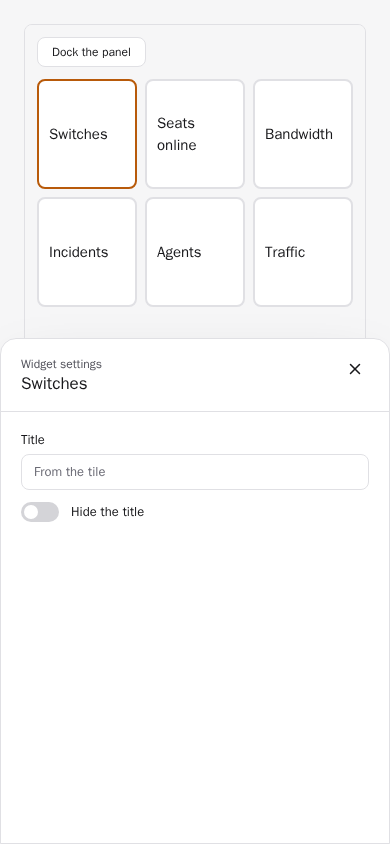 Dock the panel
Switches
Seats
online
Bandwidth
Incidents
Agents
Traffic
Widget settings
Switches
Title
From the tile
Hide the title